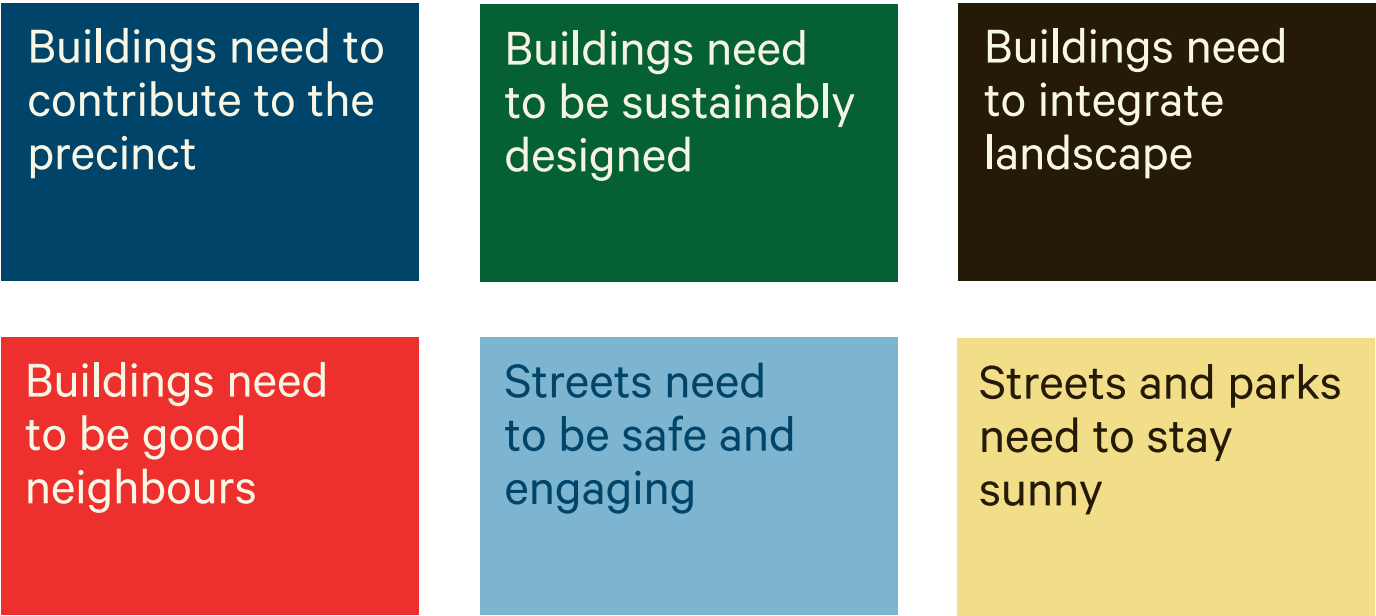 Buildings need to
contribute to the
precinct
Buildings need
to be sustainably
designed
Buildings need
to integrate
landscape
Buildings need
to be good
neighbours
Streets need
to be safe and
engaging
Streets and parks
need to stay
sunny